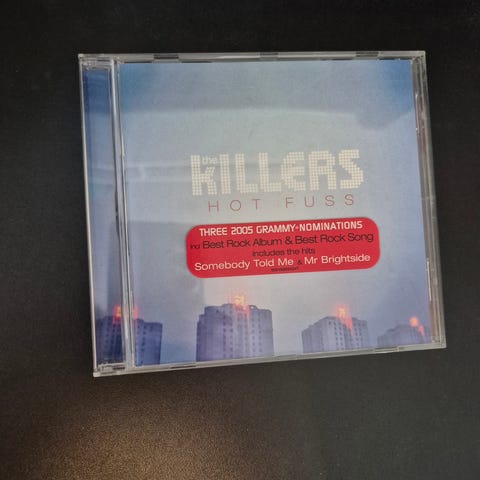 the
KILLERS
HOT FUSS
THREE 2005 GRAMMY-NOMINATIONS
incl Best Rock Album & Best Rock Song
includes the hits
Somebody Told Me & Mr Brightside